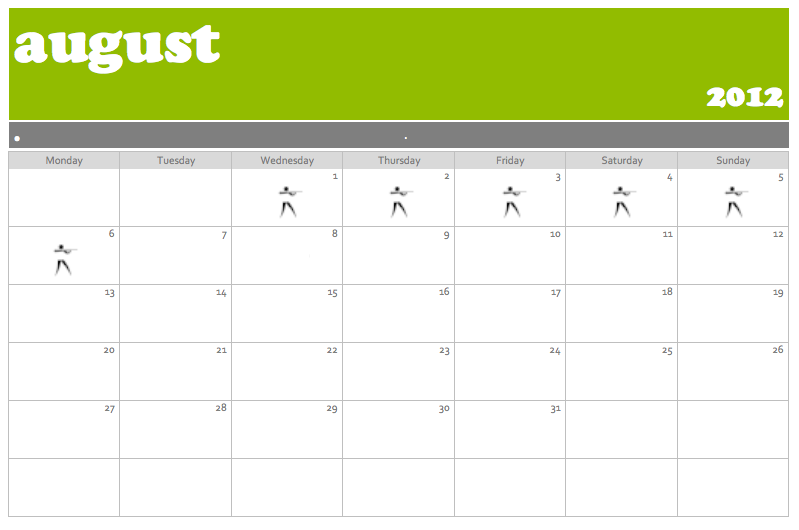 august
2012
Monday Tuesday Wednesday Thursday Friday Saturday Sunday
1 2 3 4 5
6 7 8 9 10 11 12
13 14 15 16 17 18 19
20 21 22 23 24 25 26
27 28 29 30 31